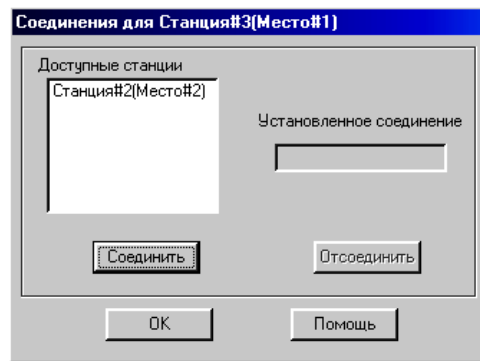 Соединения для Станция#3(Место#1)
Доступные станции
Станция#2(Место#2)
Установленное соединение
Соединить
Отсоединить
OK
Помощь